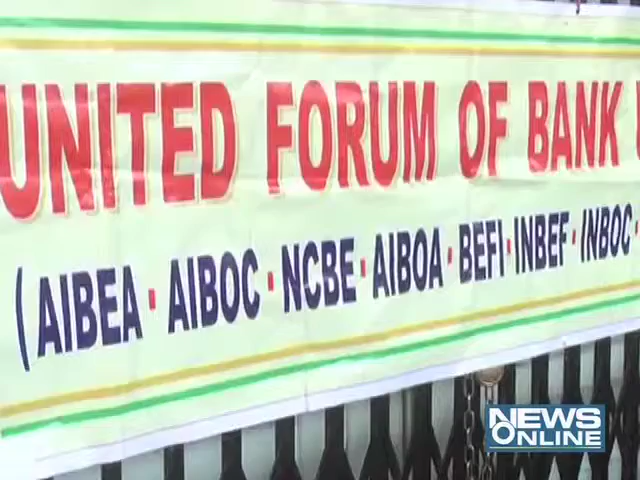 UNITED FORUM OF BANK
(AIBEA · AIBOC · NCBE · AIBOA · BEFI · INBEF · INBOC ·
NEWS
ONLINE